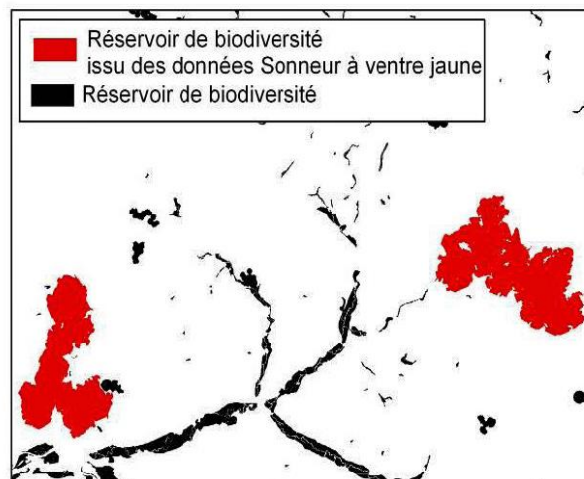 Réservoir de biodiversité
issu des données Sonneur à ventre jaune
Réservoir de biodiversité